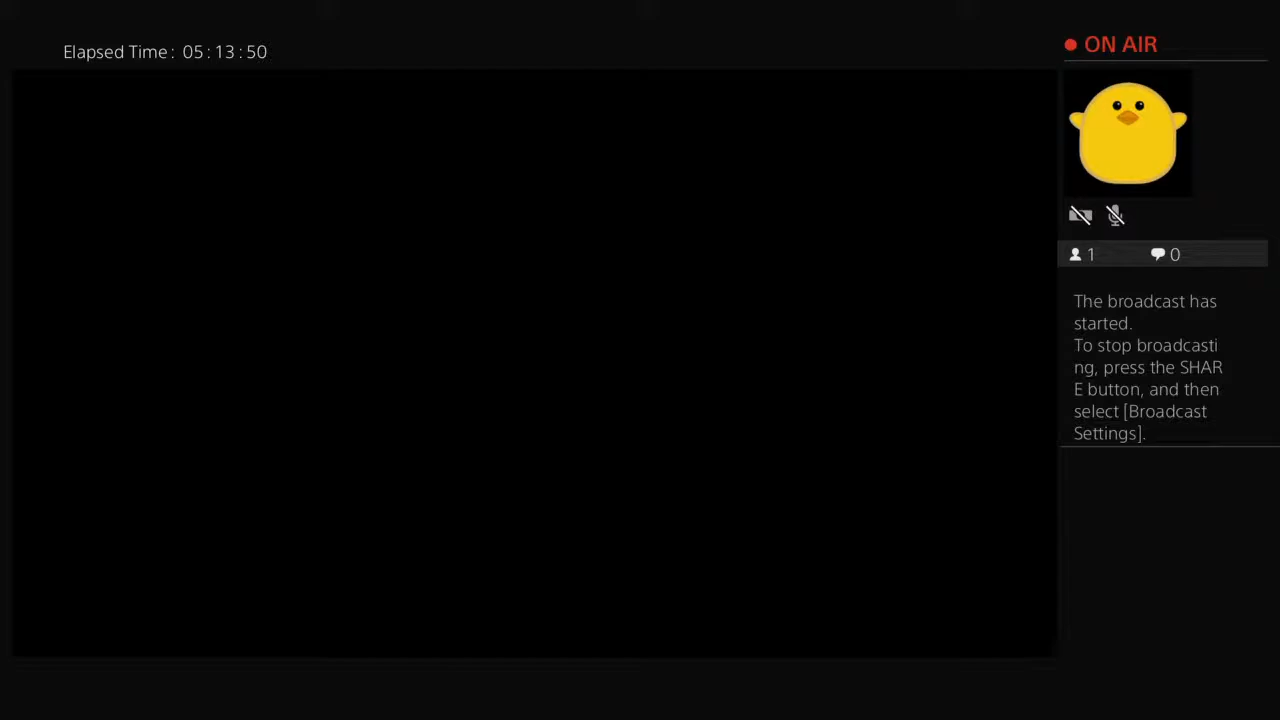 Elapsed Time: 05:13:50
ON AIR
1
0
The broadcast has
started.
To stop broadcasti
ng, press the SHAR
E button, and then
select [Broadcast
Settings].